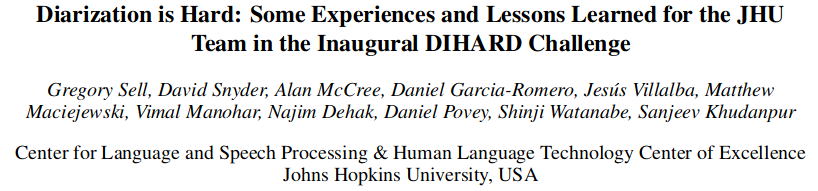 Diarization is Hard: Some Experiences and Lessons Learned for the JHU
Team in the Inaugural DIHARD Challenge
Gregory Sell, David Snyder, Alan McCree, Daniel Garcia-Romero, Jesús Villalba, Matthew
Maciejewski, Vimal Manohar, Najim Dehak, Daniel Povey, Shinji Watanabe, Sanjeev Khudanpur
Center for Language and Speech Processing & Human Language Technology Center of Excellence
Johns Hopkins University, USA